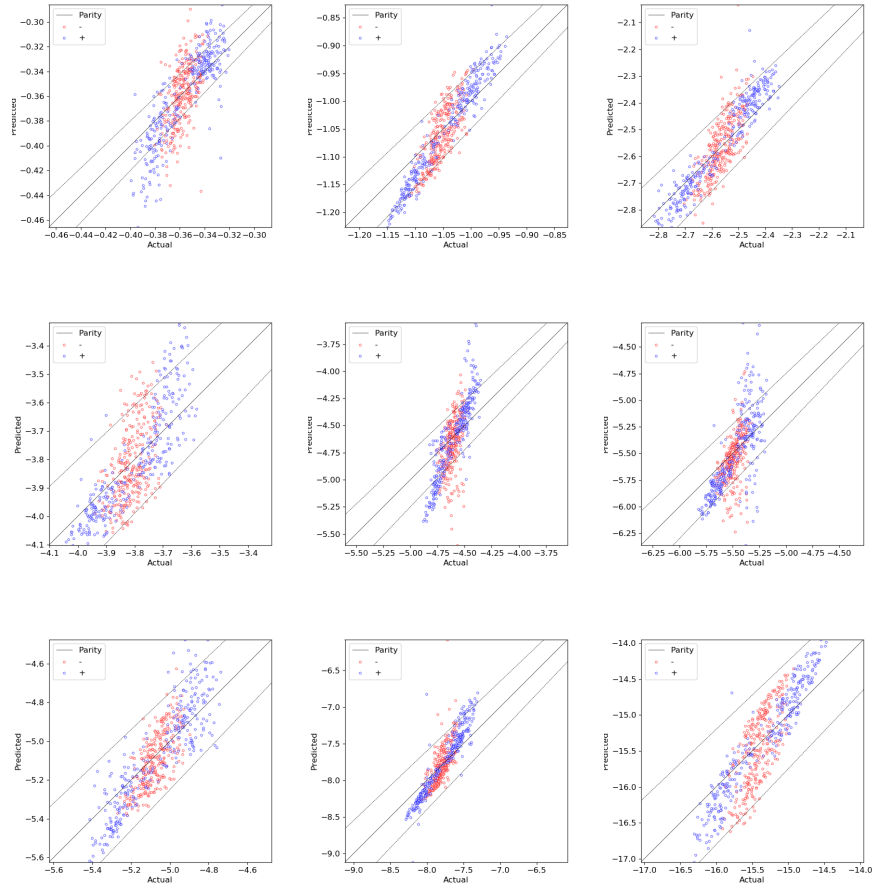 Parity
-
+
−0.30
−0.32
−0.34
−0.36
−0.38
−0.40
−0.42
−0.44
−0.46
Predicted
−0.46 −0.44 −0.42 −0.40 −0.38 −0.36 −0.34 −0.32 −0.30
Actual
Parity
-
+
−0.85
−0.90
−0.95
−1.00
−1.05
−1.10
−1.15
−1.20
Predicted
−1.20 −1.15 −1.10 −1.05 −1.00 −0.95 −0.90 −0.85
Actual
Parity
-
+
−2.1
−2.2
−2.3
−2.4
−2.5
−2.6
−2.7
−2.8
Predicted
−2.8 −2.7 −2.6 −2.5 −2.4 −2.3 −2.2 −2.1
Actual
Parity
-
+
−3.4
−3.5
−3.6
−3.7
−3.8
−3.9
−4.0
−4.1
Predicted
−4.1 −4.0 −3.9 −3.8 −3.7 −3.6 −3.5 −3.4
Actual
Parity
-
+
−3.75
−4.00
−4.25
−4.50
−4.75
−5.00
−5.25
−5.50
Predicted
−5.50 −5.25 −5.00 −4.75 −4.50 −4.25 −4.00 −3.75
Actual
Parity
-
+
−4.50
−4.75
−5.00
−5.25
−5.50
−5.75
−6.00
−6.25
Predicted
−6.25 −6.00 −5.75 −5.50 −5.25 −5.00 −4.75 −4.50
Actual
Parity
-
+
−4.6
−4.8
−5.0
−5.2
−5.4
−5.6
Predicted
−5.6 −5.4 −5.2 −5.0 −4.8 −4.6
Actual
Parity
-
+
−6.5
−7.0
−7.5
−8.0
−8.5
−9.0
Predicted
−9.0 −8.5 −8.0 −7.5 −7.0 −6.5
Actual
Parity
-
+
−14.0
−14.5
−15.0
−15.5
−16.0
−16.5
−17.0
Predicted
−17.0 −16.5 −16.0 −15.5 −15.0 −14.5 −14.0
Actual